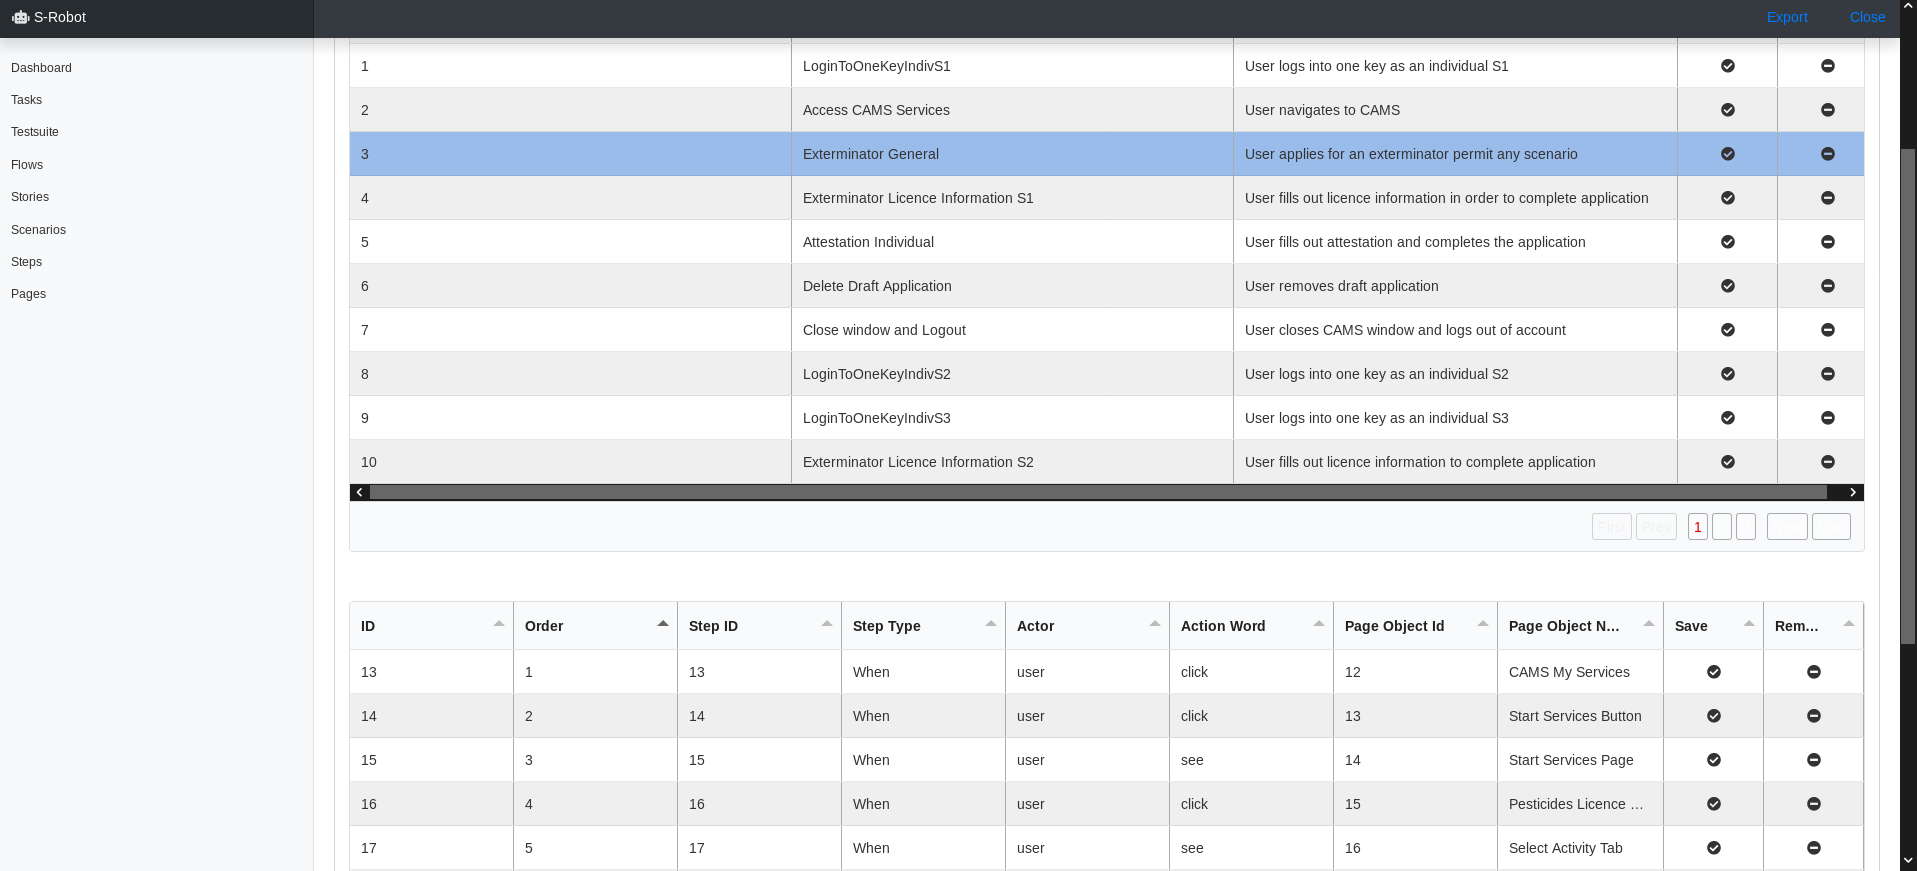 S-Robot Export Close
Dashboard
Tasks
Testsuite
Flows
Stories
Scenarios
Steps
Pages
1 LoginToOneKeyIndivS1 User logs into one key as an individual S1
2 Access CAMS Services User navigates to CAMS
3 Exterminator General User applies for an exterminator permit any scenario
4 Exterminator Licence Information S1 User fills out licence information in order to complete application
5 Attestation Individual User fills out attestation and completes the application
6 Delete Draft Application User removes draft application
7 Close window and Logout User closes CAMS window and logs out of account
8 LoginToOneKeyIndivS2 User logs into one key as an individual S2
9 LoginToOneKeyIndivS3 User logs into one key as an individual S3
10 Exterminator Licence Information S2 User fills out licence information to complete application
First Prev 1
ID Order Step ID Step Type Actor Action Word Page Object Id Page Object N... Save Rem...
13 1 13 When user click 12 CAMS My Services
14 2 14 When user click 13 Start Services Button
15 3 15 When user see 14 Start Services Page
16 4 16 When user click 15 Pesticides Licence ...
17 5 17 When user see 16 Select Activity Tab